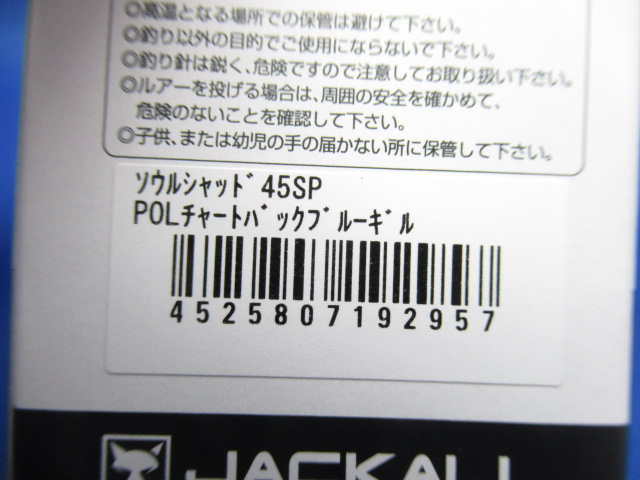 ◎高温となる場所での保管は避けて下さい。
◎釣り以外の目的でご使用にならないで下さい。
◎釣り針は鋭く、危険ですので注意してお取り扱い下さい。
◎ルアーを投げる場合は、周囲の安全を確かめて、
危険のないことを確認して下さい。
◎子供、または幼児の手の届かない所に保管して下さい。
ソウルシャッド 45SP
POLチャートバックブルーギル
4525807192957
JACKALL